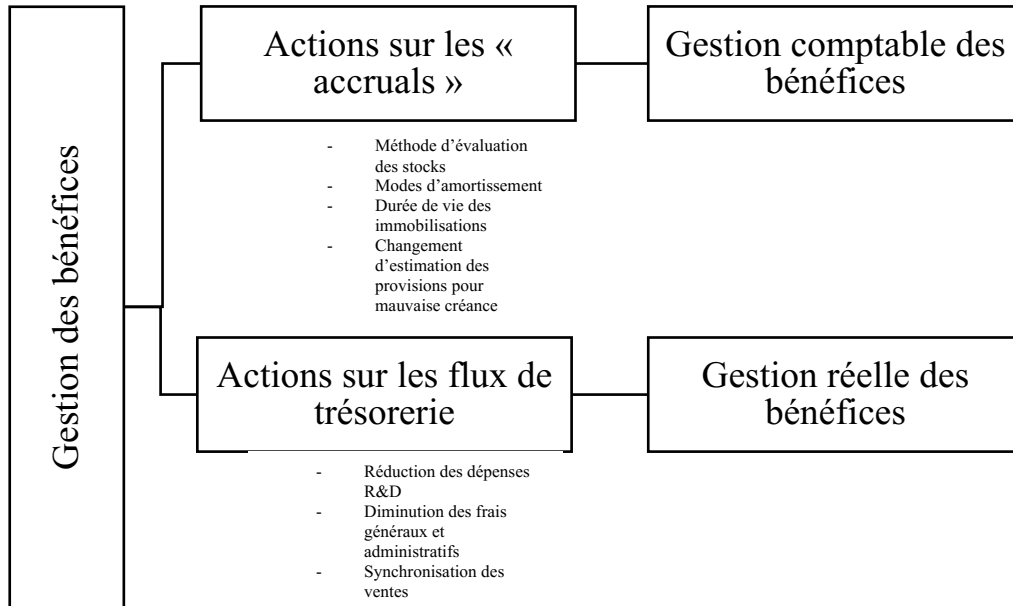 Gestion des bénéfices
Actions sur les «
accruals »
Gestion comptable des
bénéfices
- Méthode d’évaluation
des stocks
- Modes d’amortissement
- Durée de vie des
immobilisations
- Changement
d’estimation des
provisions pour
mauvaise créance
Actions sur les flux de
trésorerie
Gestion réelle des
bénéfices
- Réduction des dépenses
R&D
- Diminution des frais
généraux et
administratifs
- Synchronisation des
ventes